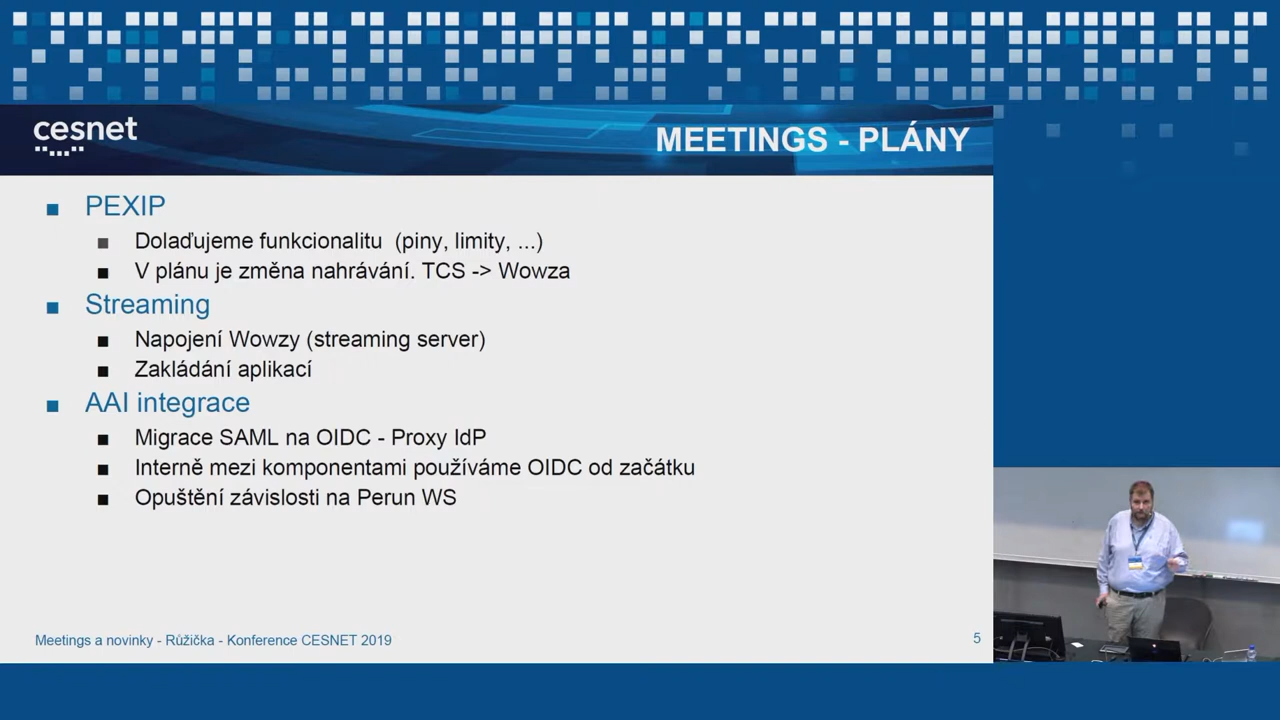 cesnet
MEETINGS - PLÁNY
PEXIP
Dolaďujeme funkcionalitu (piny, limity, ...)
V plánu je změna nahrávání. TCS -> Wowza
Streaming
Napojení Wowzy (streaming server)
Zakládání aplikací
AAI integrace
Migrace SAML na OIDC - Proxy IdP
Interně mezi komponentami používáme OIDC od začátku
Opuštění závislosti na Perun WS
Meetings a novinky - Růžička - Konference CESNET 2019
5